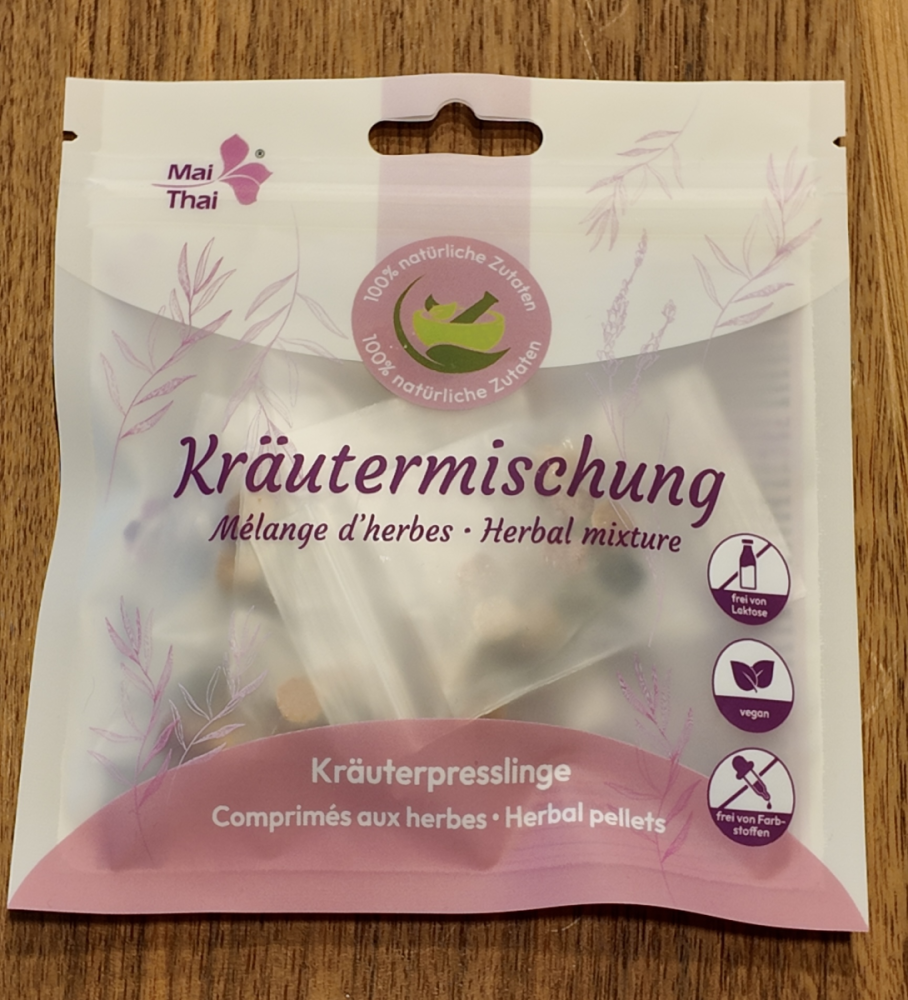 Mai
Thai
®
100% natürliche Zutaten
100% natürliche Zutaten
Kräutermischung
Mélange d'herbes • Herbal mixture
frei von
Laktose
vegan
frei von Farb-
stoffen
Kräuterpresslinge
Comprimés aux herbes • Herbal pellets